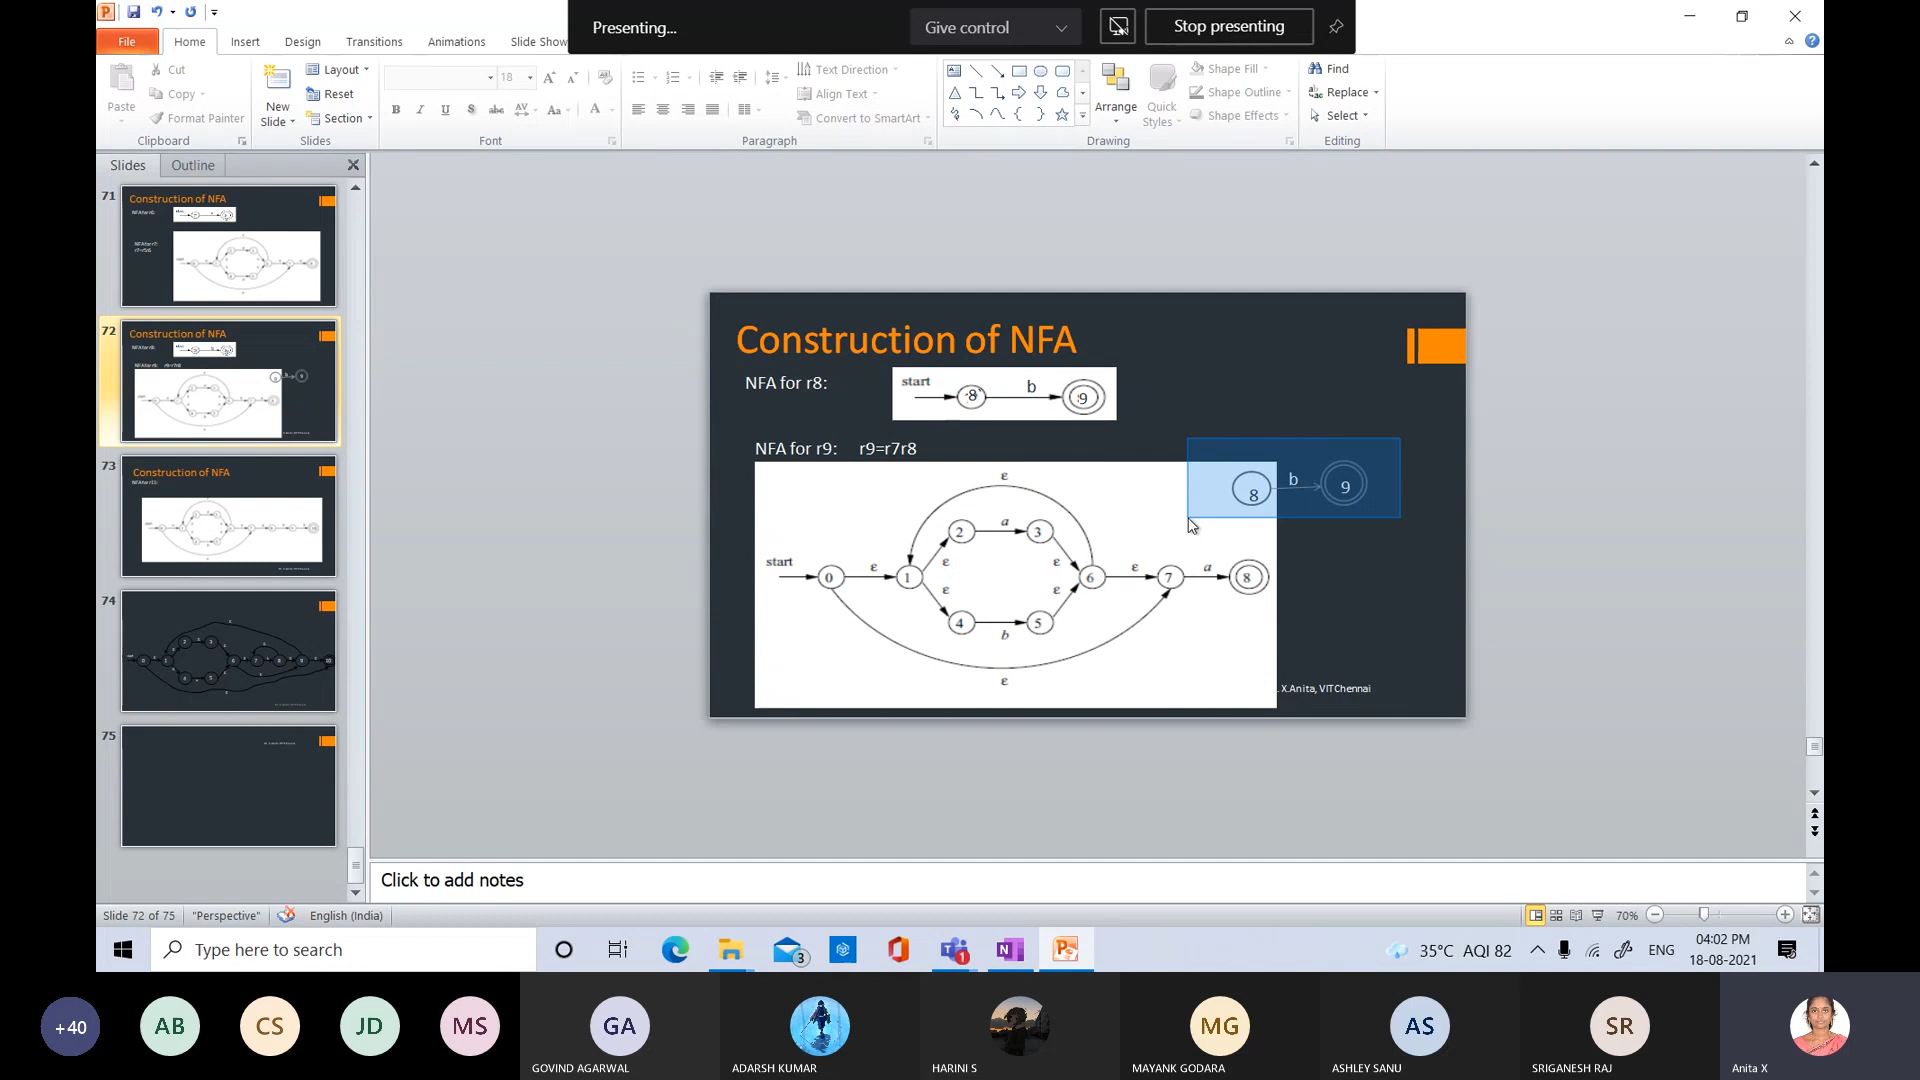 Presenting...
Give control
Stop presenting
File Home Insert Design Transitions Animations Slide Show
Cut
Copy
Format Painter
Paste
Clipboard
New
Slide
Layout
Reset
Section
Slides
18
Font
Text Direction
Align Text
Convert to SmartArt
Paragraph
Arrange
Quick
Styles
Shape Fill
Shape Outline
Shape Effects
Drawing
Find
Replace
Select
Editing
Slides Outline
71
Construction of NFA
72
Construction of NFA
73
Construction of NFA
74
75
Construction of NFA
NFA for r8:
start 8 b 9
NFA for r9: r9=r7r8
8 b 9
ε
2 a 3
start 0 ε 1 ε ε 6 ε 7 a 8
ε ε
4 b 5
ε
X.Anita, VITChennai
Click to add notes
Slide 72 of 75 "Perspective" English (India) 70%
Type here to search
3
1
35°C AQI 82
ENG
04:02 PM
18-08-2021
+40 AB CS JD MS GA MG AS SR
GOVIND AGARWAL ADARSH KUMAR HARINI S MAYANK GODARA ASHLEY SANU SRIGANESH RAJ Anita X